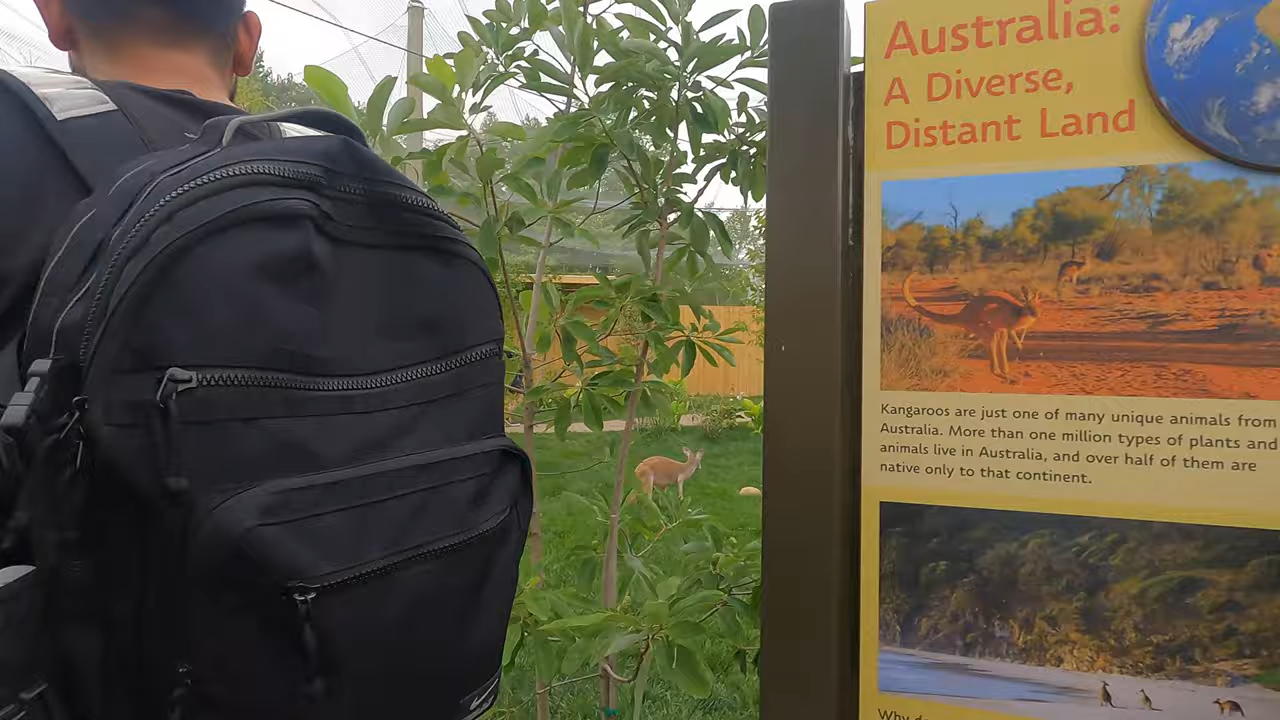 Australia:
A Diverse,
Distant Land
Kangaroos are just one of many unique animals from
Australia. More than one million types of plants and
animals live in Australia, and over half of them are
native only to that continent.
Why